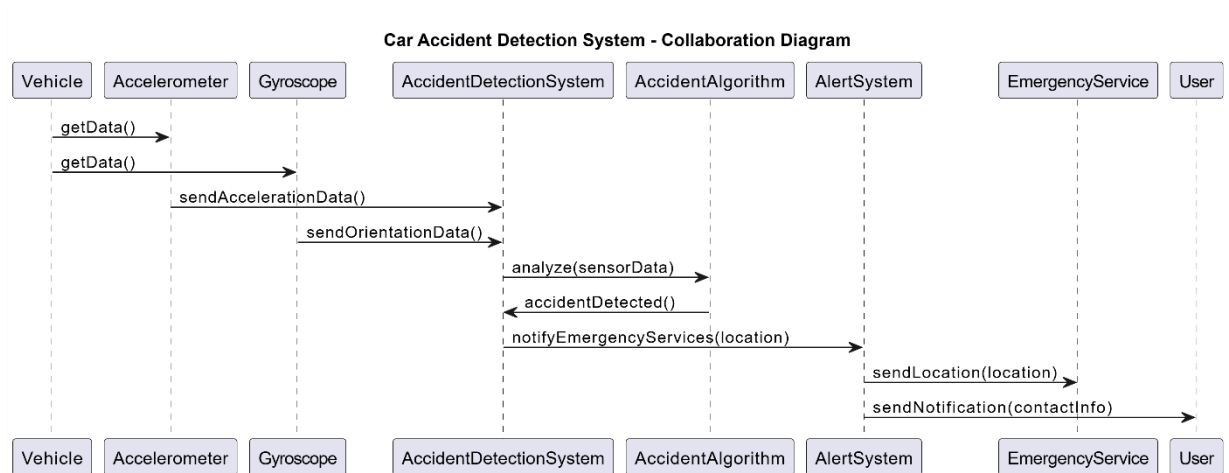 Car Accident Detection System - Collaboration Diagram
Vehicle Accelerometer Gyroscope AccidentDetectionSystem AccidentAlgorithm AlertSystem EmergencyService User
getData()
getData()
sendAccelerationData()
sendOrientationData()
analyze(sensorData)
accidentDetected()
notifyEmergencyServices(location)
sendLocation(location)
sendNotification(contactInfo)
Vehicle Accelerometer Gyroscope AccidentDetectionSystem AccidentAlgorithm AlertSystem EmergencyService User